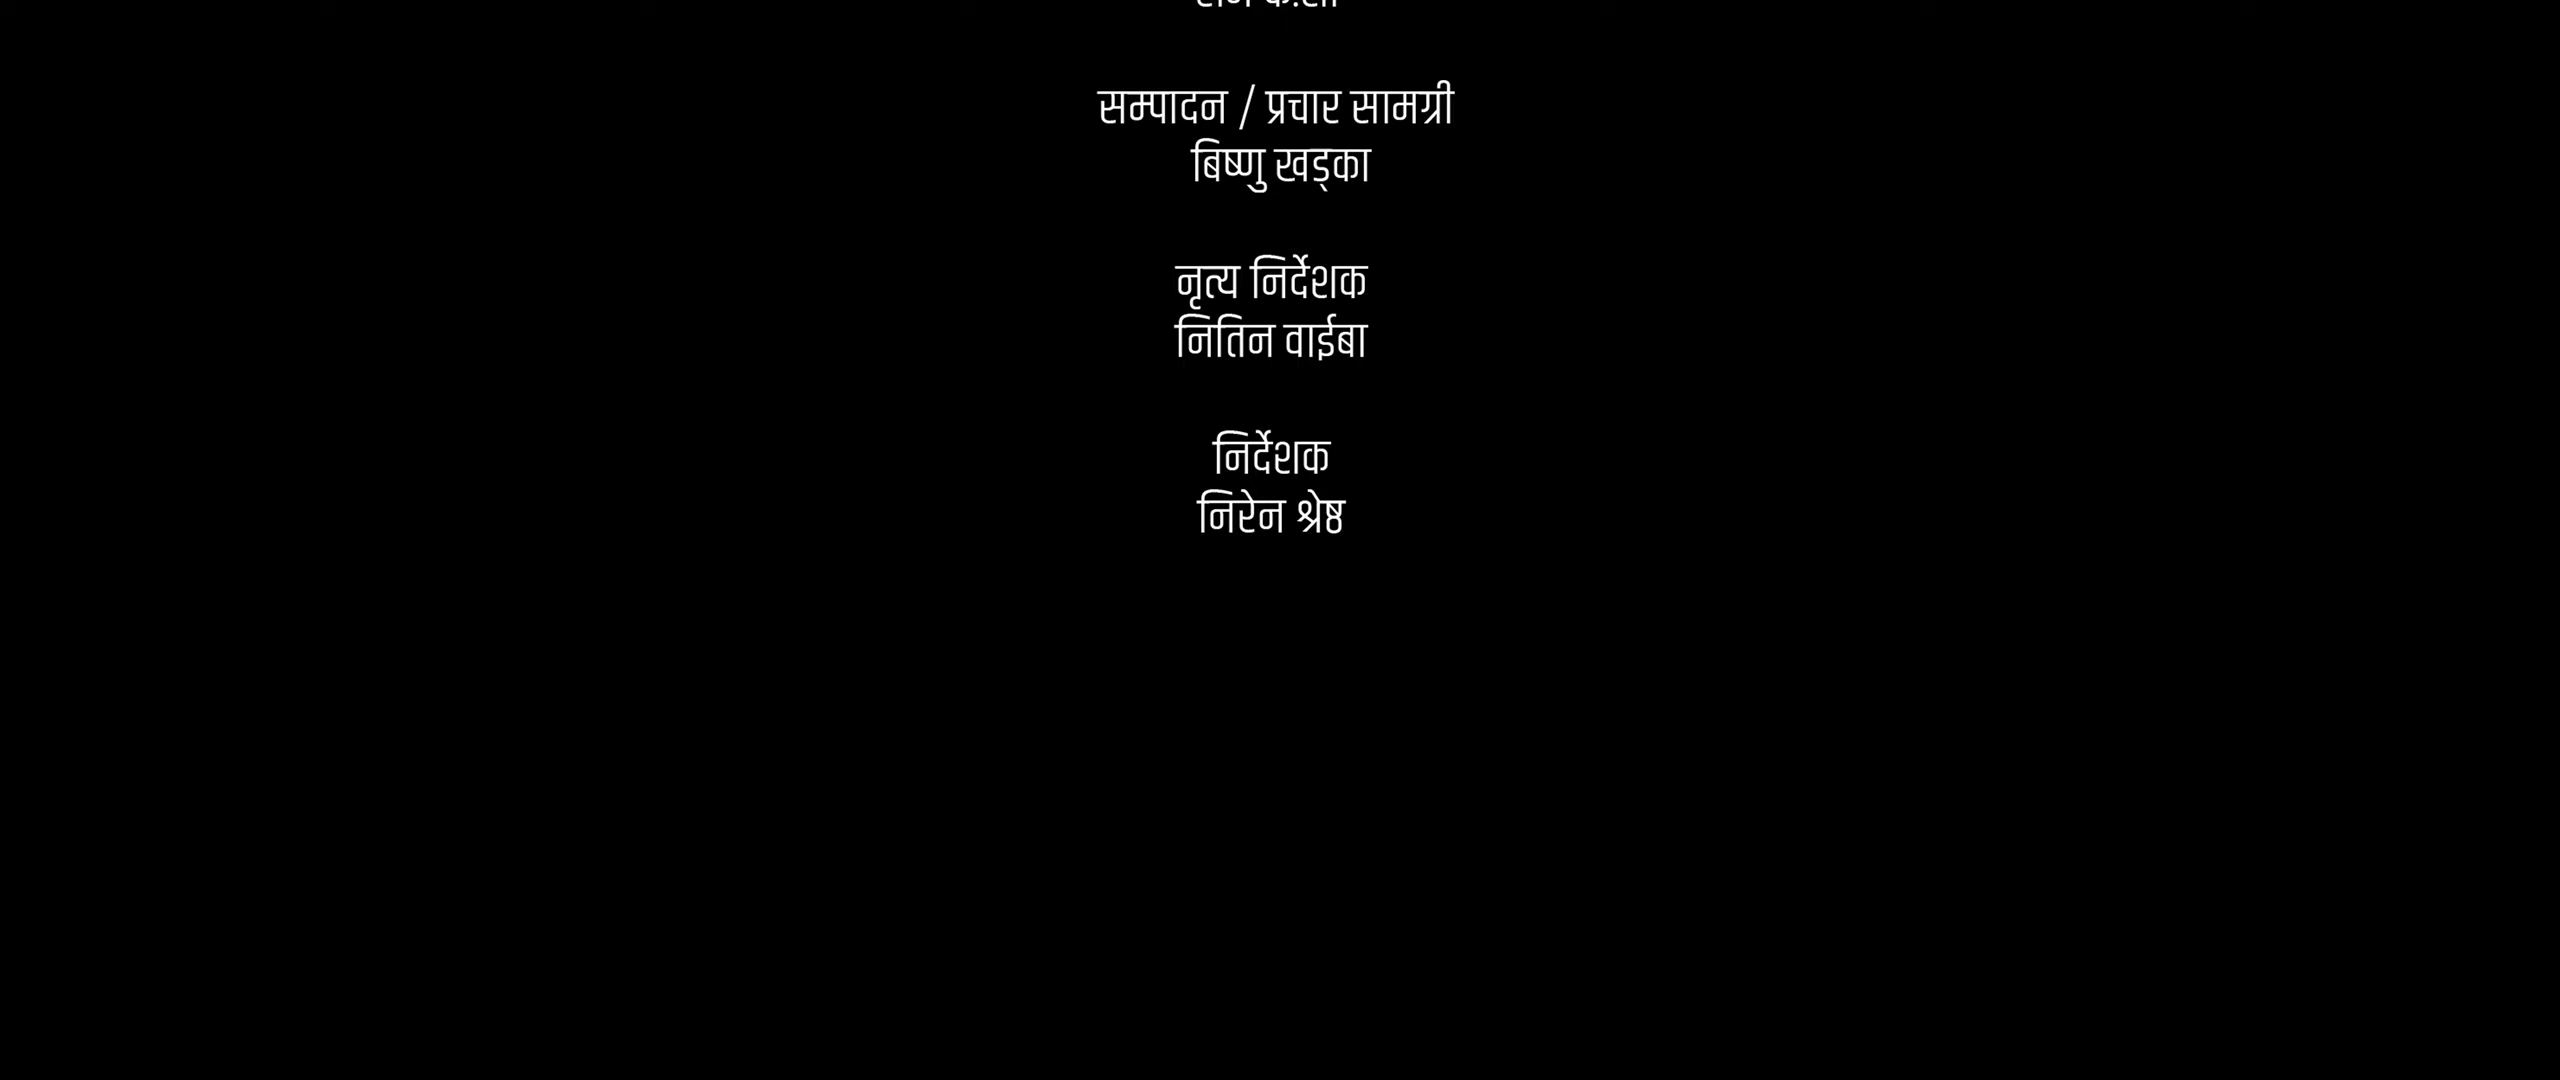 सम्पादन / प्रचार सामग्री
बिष्णु खड्का
नृत्य निर्देशक
नितिन वाईबा
निर्देशक
निरेन श्रेष्ठ